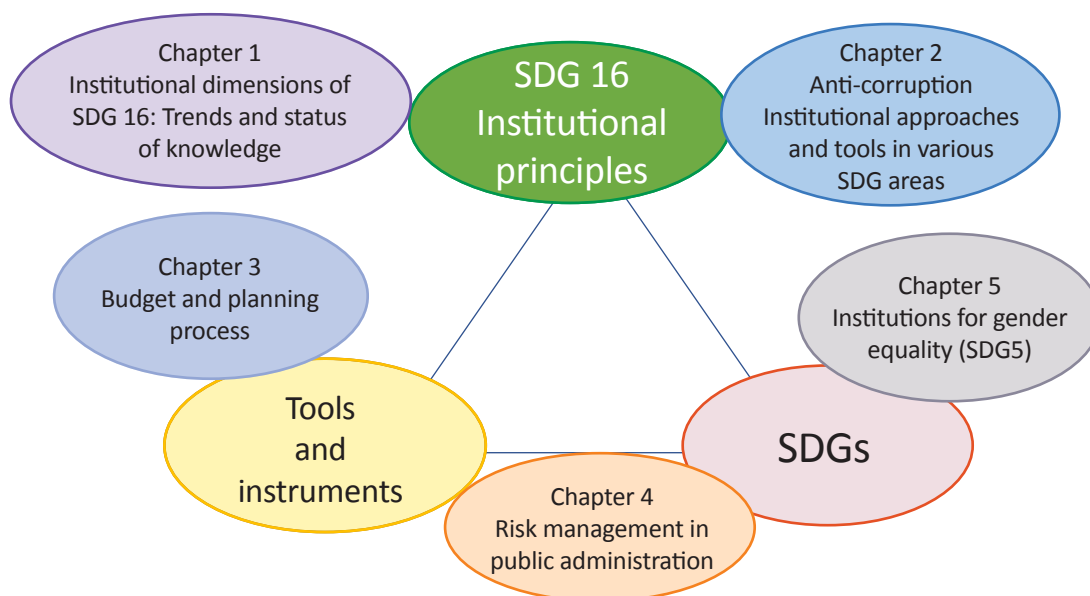 Chapter 1
Institutional dimensions of
SDG 16: Trends and status
of knowledge
SDG 16
Institutional
principles
Chapter 2
Anti-corruption
Institutional approaches
and tools in various
SDG areas
Chapter 3
Budget and planning
process
Chapter 5
Institutions for gender
equality (SDG5)
Tools
and
instruments
SDGs
Chapter 4
Risk management in
public administration